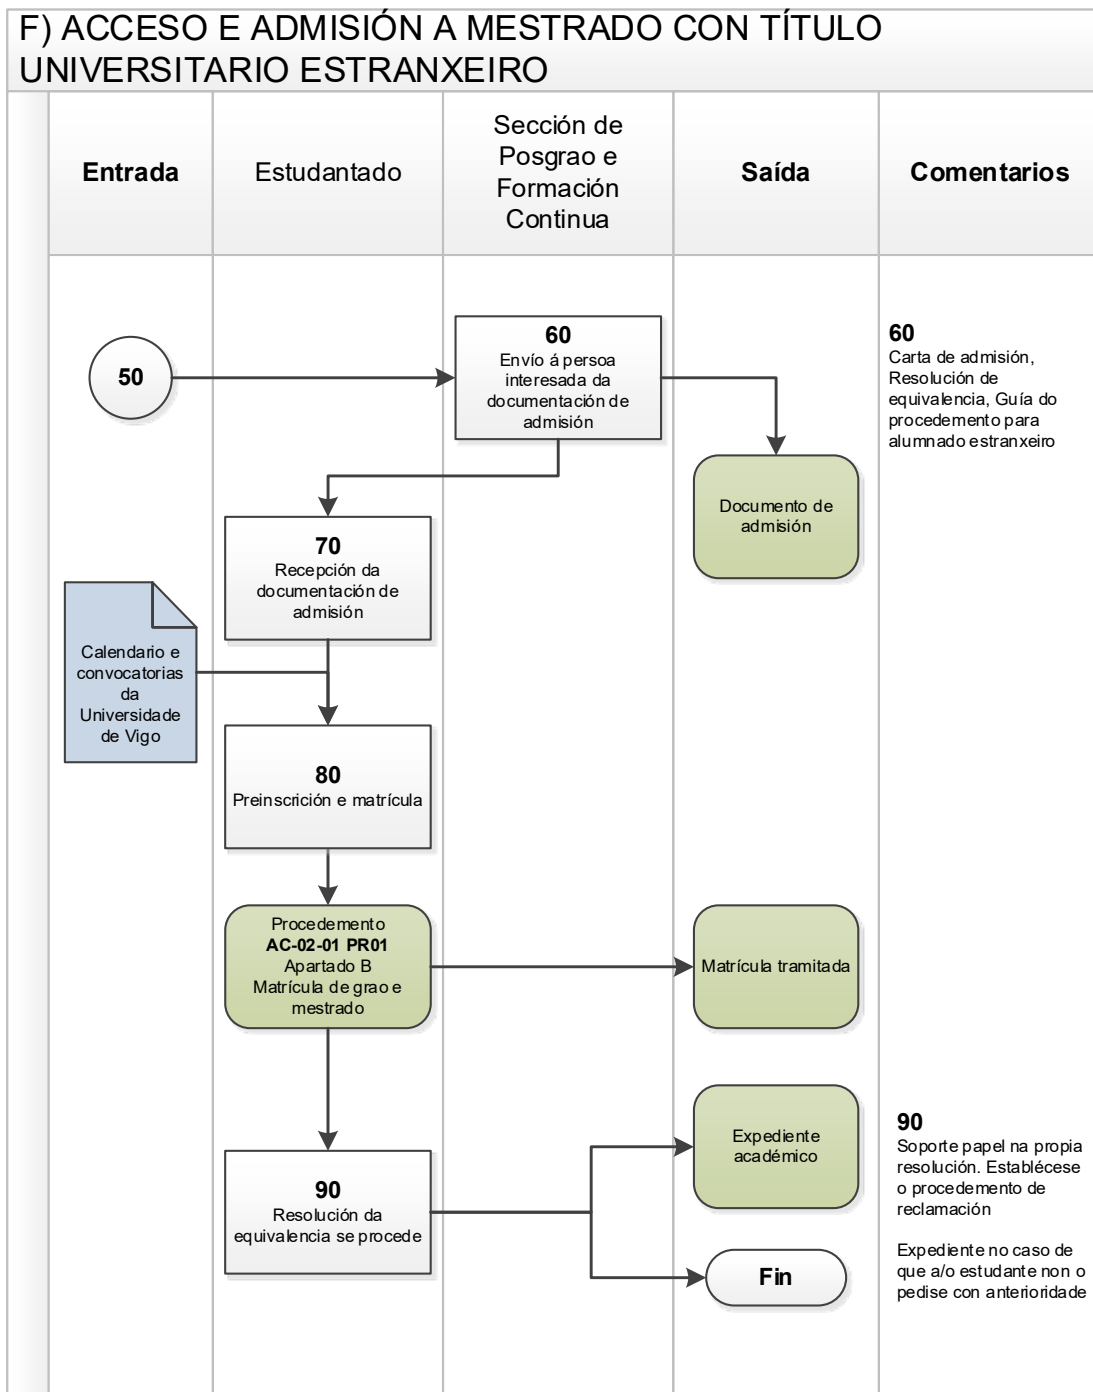 F) ACCESO E ADMISIÓN A MESTRADO CON TÍTULO
UNIVERSITARIO ESTRANXEIRO
Entrada
Estudantado
Sección de
Posgrao e
Formación
Continua
Saída
Comentarios
50
60
Envío á persoa
interesada da
documentación de
admisión
60
Carta de admisión,
Resolución de
equivalencia, Guía do
procedemento para
alumnado estranxeiro
Documento de
admisión
70
Recepción da
documentación de
admisión
Calendario e
convocatorias
da
Universidade
de Vigo
80
Preinscrición e matrícula
Procedemento
AC-02-01 PR01
Apartado B
Matrícula de grao e
mestrado
Matrícula tramitada
90
Resolución da
equivalencia se procede
Expediente
académico
Fin
90
Soporte papel na propia
resolución. Establécese
o procedemento de
reclamación
Expediente no caso de
que a/o estudante non o
pedise con anterioridade